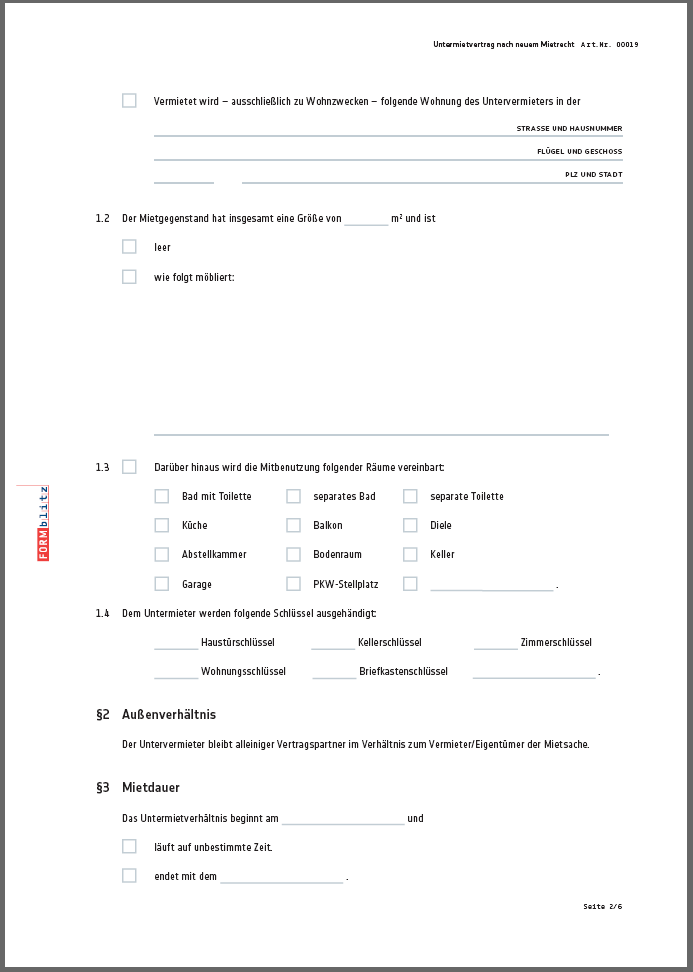 Untermietvertrag nach neuem Mietrecht Art.Nr. 00019
Vermietet wird – ausschließlich zu Wohnzwecken – folgende Wohnung des Untervermieters in der
STRASSE UND HAUSNUMMER
FLÜGEL UND GESCHOSS
PLZ UND STADT
1.2 Der Mietgegenstand hat insgesamt eine Größe von ________ m² und ist
leer
wie folgt möbliert:
1.3 Darüber hinaus wird die Mitbenutzung folgender Räume vereinbart:
Bad mit Toilette separates Bad separate Toilette
Küche Balkon Diele
Abstellkammer Bodenraum Keller
Garage PKW-Stellplatz ____________________ .
1.4 Dem Untermieter werden folgende Schlüssel ausgehändigt:
________ Haustürschlüssel ________ Kellerschlüssel ________ Zimmerschlüssel
________ Wohnungsschlüssel ________ Briefkastenschlüssel ____________________ .
§2 Außenverhältnis
Der Untervermieter bleibt alleiniger Vertragspartner im Verhältnis zum Vermieter/Eigentümer der Mietsache.
§3 Mietdauer
Das Untermietverhältnis beginnt am ____________________ und
läuft auf unbestimmte Zeit.
endet mit dem ____________________ .
Seite 2/6
FORMblitz